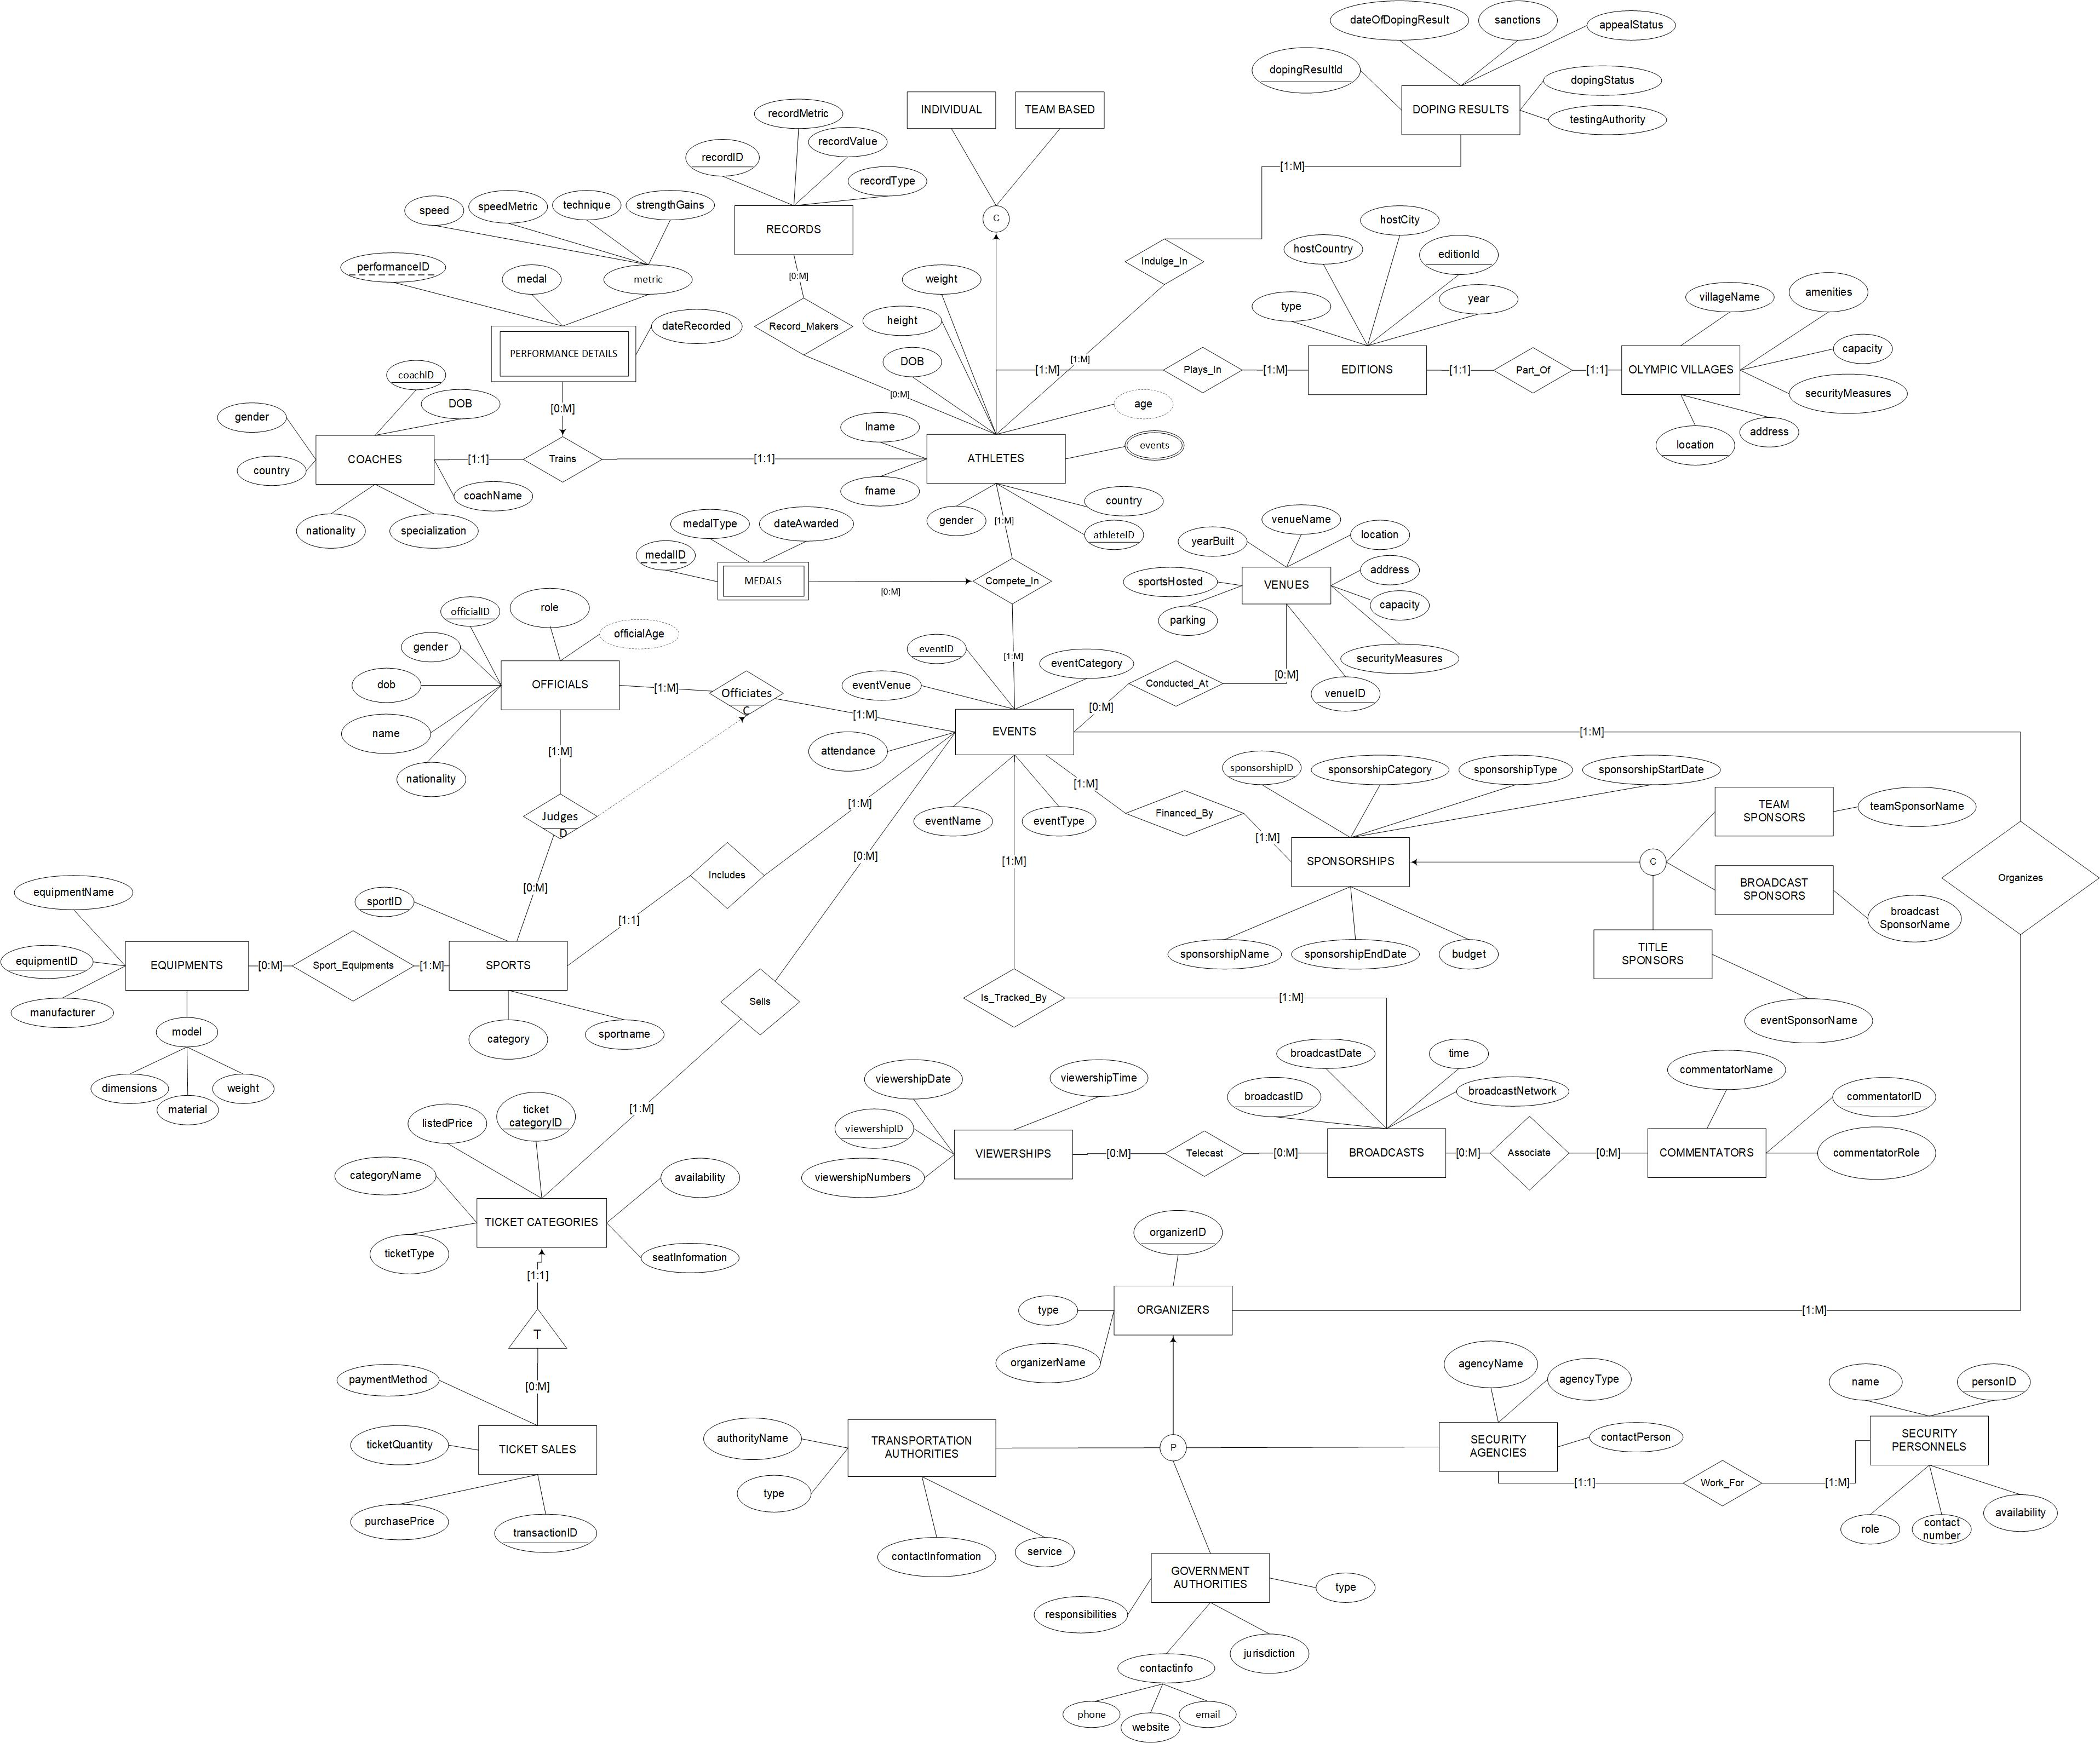 dateOfDopingResult
sanctions
appealStatus
dopingResultId
dopingStatus
testingAuthority
DOPING RESULTS
[1:M]
Indulge_In
[1:M]
INDIVIDUAL
TEAM BASED
C
recordMetric
recordID
recordValue
recordType
RECORDS
[0:M]
Record_Makers
[0:M]
speed
speedMetric
technique
strengthGains
performanceID
medal
metric
dateRecorded
PERFORMANCE DETAILS
[0:M]
coachID
DOB
gender
country
COACHES
coachName
nationality
specialization
[1:1]
Trains
[1:1]
weight
height
DOB
age
lname
fname
events
ATHLETES
gender
country
athleteID
[1:M]
Plays_In
[1:M]
hostCity
hostCountry
editionId
type
year
EDITIONS
[1:1]
Part_Of
[1:1]
villageName
amenities
capacity
OLYMPIC VILLAGES
securityMeasures
location
address
[1:M]
medalType
dateAwarded
medalID
MEDALS
[0:M]
Compete_In
[1:M]
venueName
yearBuilt
location
sportsHosted
VENUES
address
capacity
parking
securityMeasures
venueID
[0:M]
Conducted_At
[0:M]
officialID
role
officialAge
gender
dob
OFFICIALS
name
nationality
[1:M]
Officiates
C
[1:M]
[1:M]
Judges
D
[0:M]
eventID
eventCategory
eventVenue
attendance
EVENTS
eventName
eventType
[1:M]
[1:M]
Financed_By
[1:M]
sponsorshipID
sponsorshipCategory
sponsorshipType
sponsorshipStartDate
SPONSORSHIPS
sponsorshipName
sponsorshipEndDate
budget
C
TEAM
SPONSORS
teamSponsorName
BROADCAST
SPONSORS
broadcast
SponsorName
TITLE
SPONSORS
eventSponsorName
Organizes
[1:M]
Includes
[1:1]
[0:M]
Sells
[1:M]
equipmentName
equipmentID
EQUIPMENTS
manufacturer
model
dimensions
material
weight
[0:M]
Sport_Equipments
[1:M]
sportID
SPORTS
category
sportname
[1:M]
Is_Tracked_By
[1:M]
viewershipDate
viewershipTime
viewershipID
VIEWERSHIPS
viewershipNumbers
[0:M]
Telecast
[0:M]
broadcastDate
time
broadcastID
broadcastNetwork
BROADCASTS
[0:M]
Associate
[0:M]
commentatorName
commentatorID
COMMENTATORS
commentatorRole
listedPrice
ticket
categoryID
categoryName
availability
TICKET CATEGORIES
ticketType
seatInformation
[1:1]
T
[0:M]
paymentMethod
ticketQuantity
TICKET SALES
purchasePrice
transactionID
organizerID
type
ORGANIZERS
organizerName
[1:M]
P
authorityName
TRANSPORTATION
AUTHORITIES
type
contactInformation
service
agencyName
agencyType
SECURITY
AGENCIES
contactPerson
[1:1]
Work_For
[1:M]
name
personID
SECURITY
PERSONNELS
role
contact
number
availability
GOVERNMENT
AUTHORITIES
type
responsibilities
jurisdiction
contactinfo
phone
website
email